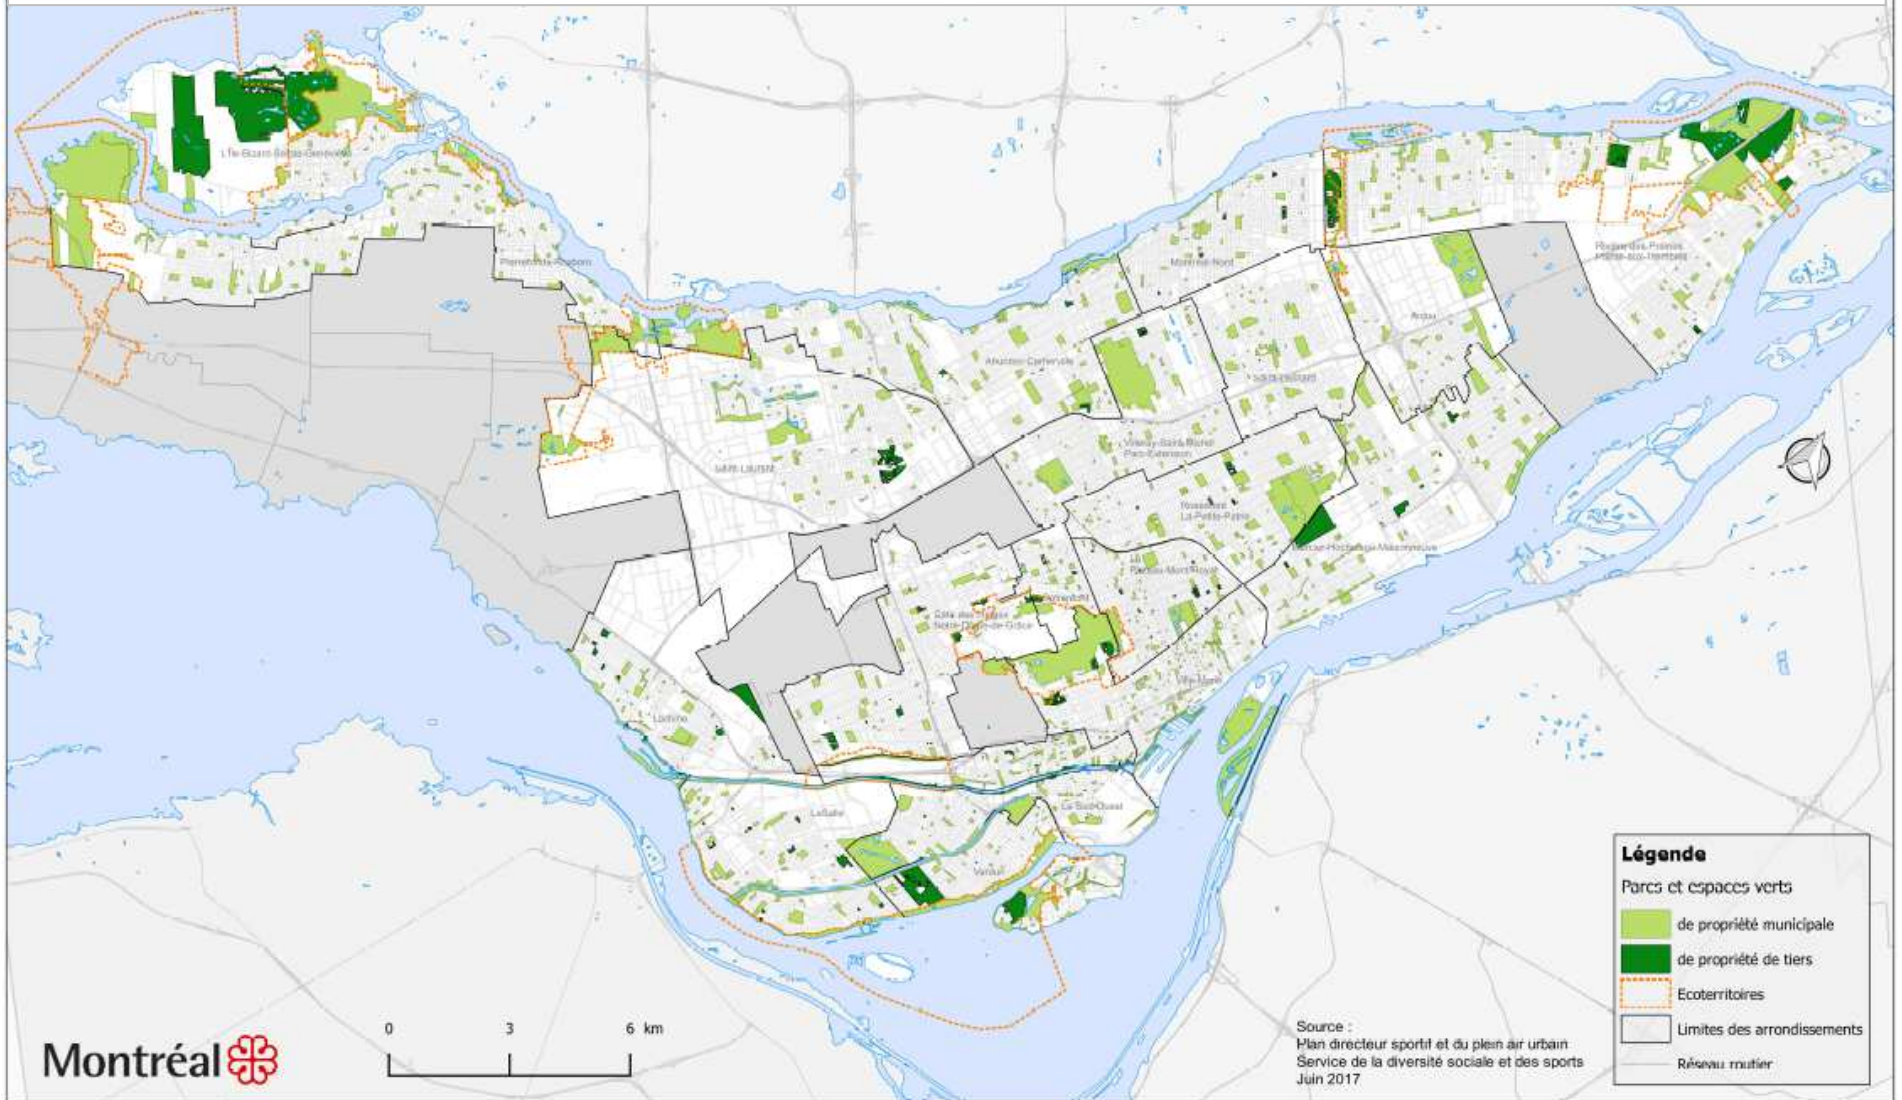 L'Île-Bizard-Sainte-Geneviève
Pierrefonds-Roxboro
Montréal-Nord
Rivière-des-Prairies
Pointe-aux-Trembles
Anjou
Ahuntsic-Cartierville
Saint-Léonard
Villeray-Saint-Michel
Parc-Extension
Saint-Laurent
Rosemont
La Petite-Patrie
Mercier-Hochelaga-Maisonneuve
Le
Plateau-Mont-Royal
Outremont
Côte-des-Neiges
Notre-Dame-de-Grâce
Ville-Marie
Lachine
LaSalle
Le Sud-Ouest
Verdun
Légende
Parcs et espaces verts
de propriété municipale
de propriété de tiers
Ecoterritoires
Limites des arrondissements
Réseau routier
Montréal
0 3 6 km
Source :
Plan directeur sportif et du plein air urbain
Service de la diversité sociale et des sports
Juin 2017